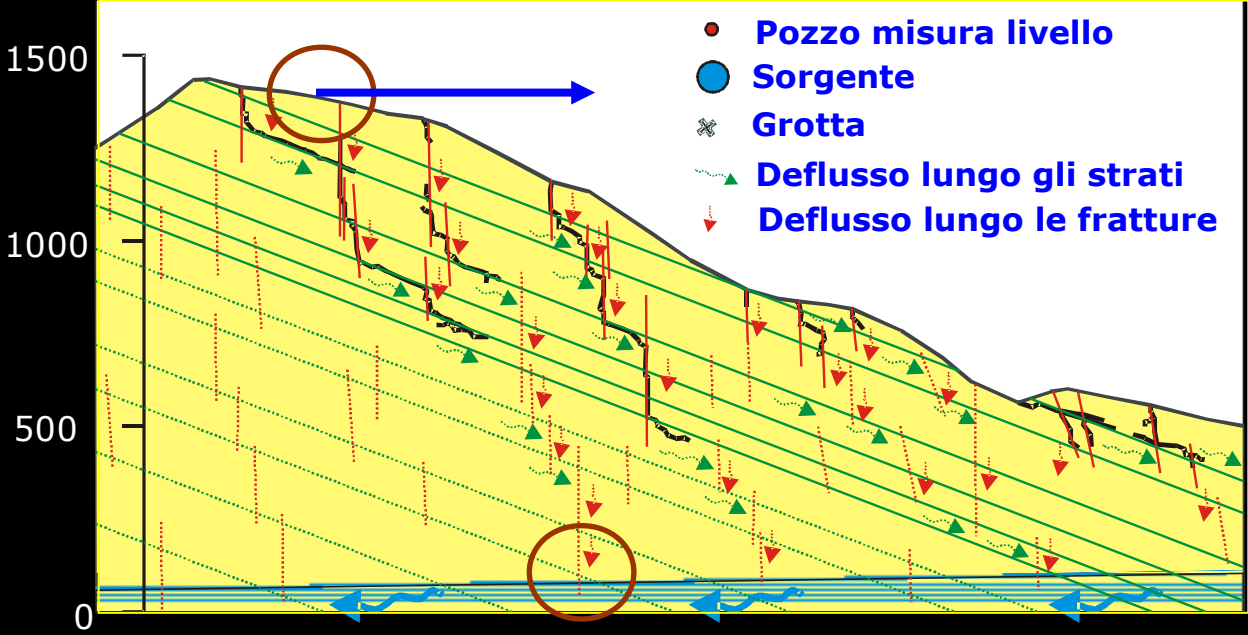 Pozzo misura livello
Sorgente
Grotta
Deflusso lungo gli strati
Deflusso lungo le fratture
1500
1000
500
0